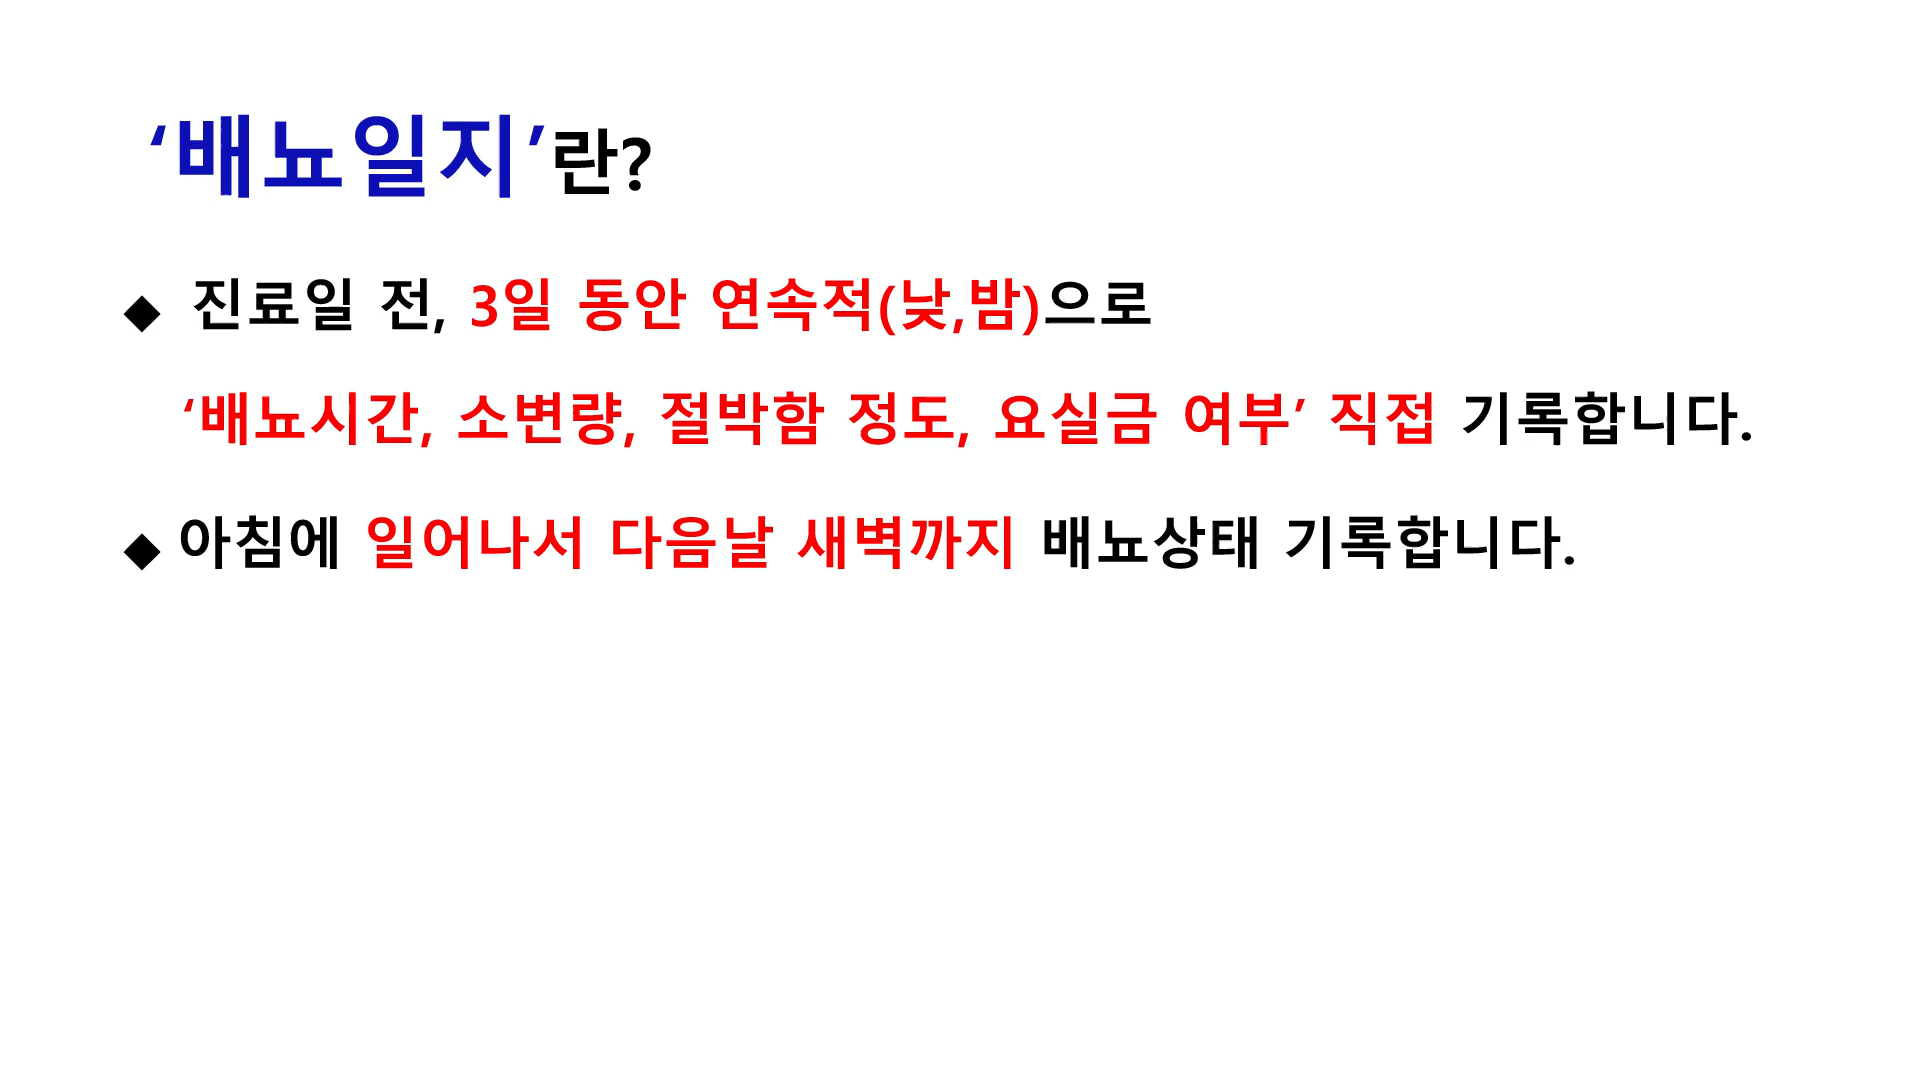 ‘배뇨일지’란?
◆ 진료일 전, 3일 동안 연속적(낮,밤)으로
‘배뇨시간, 소변량, 절박함 정도, 요실금 여부’ 직접 기록합니다.
◆ 아침에 일어나서 다음날 새벽까지 배뇨상태 기록합니다.